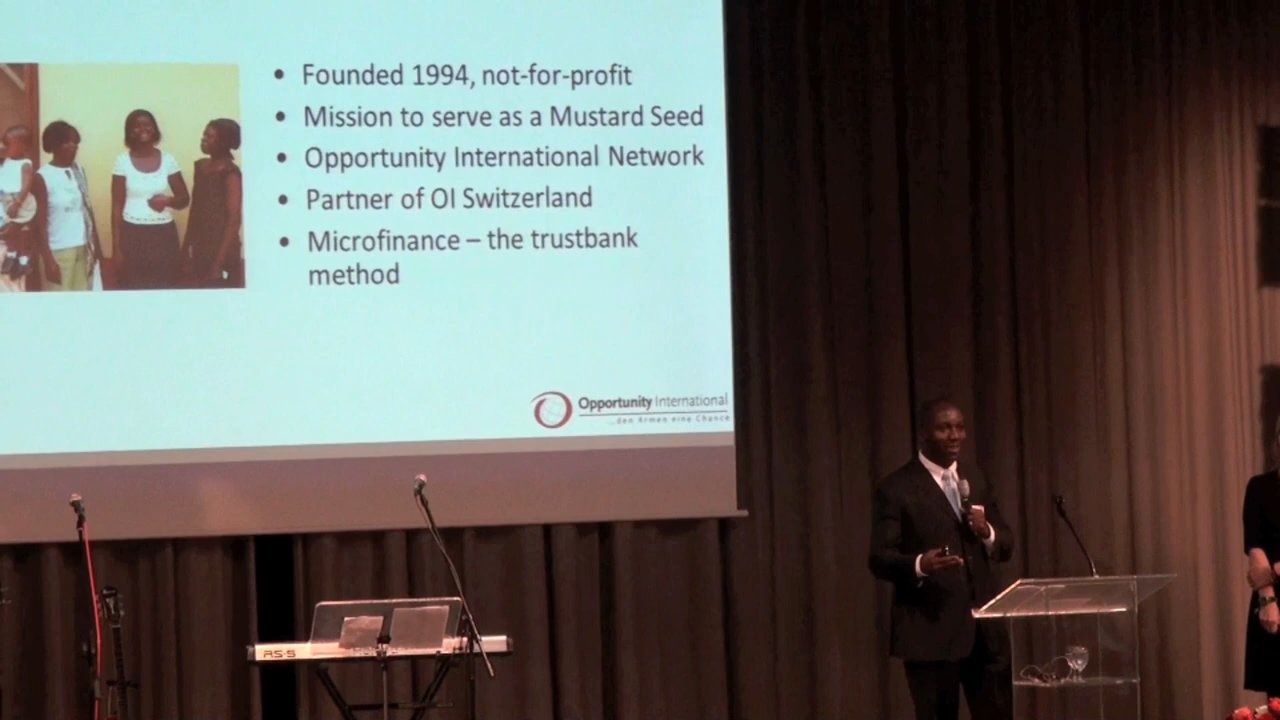 • Founded 1994, not-for-profit
• Mission to serve as a Mustard Seed
• Opportunity International Network
• Partner of OI Switzerland
• Microfinance – the trustbank
method
Opportunity International
...den Armen eine Chance
RS-5